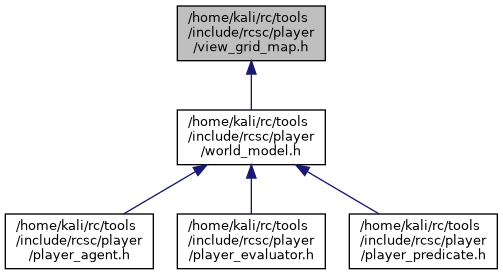 /home/kali/rc/tools
/include/rcsc/player
/view_grid_map.h
/home/kali/rc/tools
/include/rcsc/player
/world_model.h
/home/kali/rc/tools
/include/rcsc/player
/player_agent.h
/home/kali/rc/tools
/include/rcsc/player
/player_evaluator.h
/home/kali/rc/tools
/include/rcsc/player
/player_predicate.h